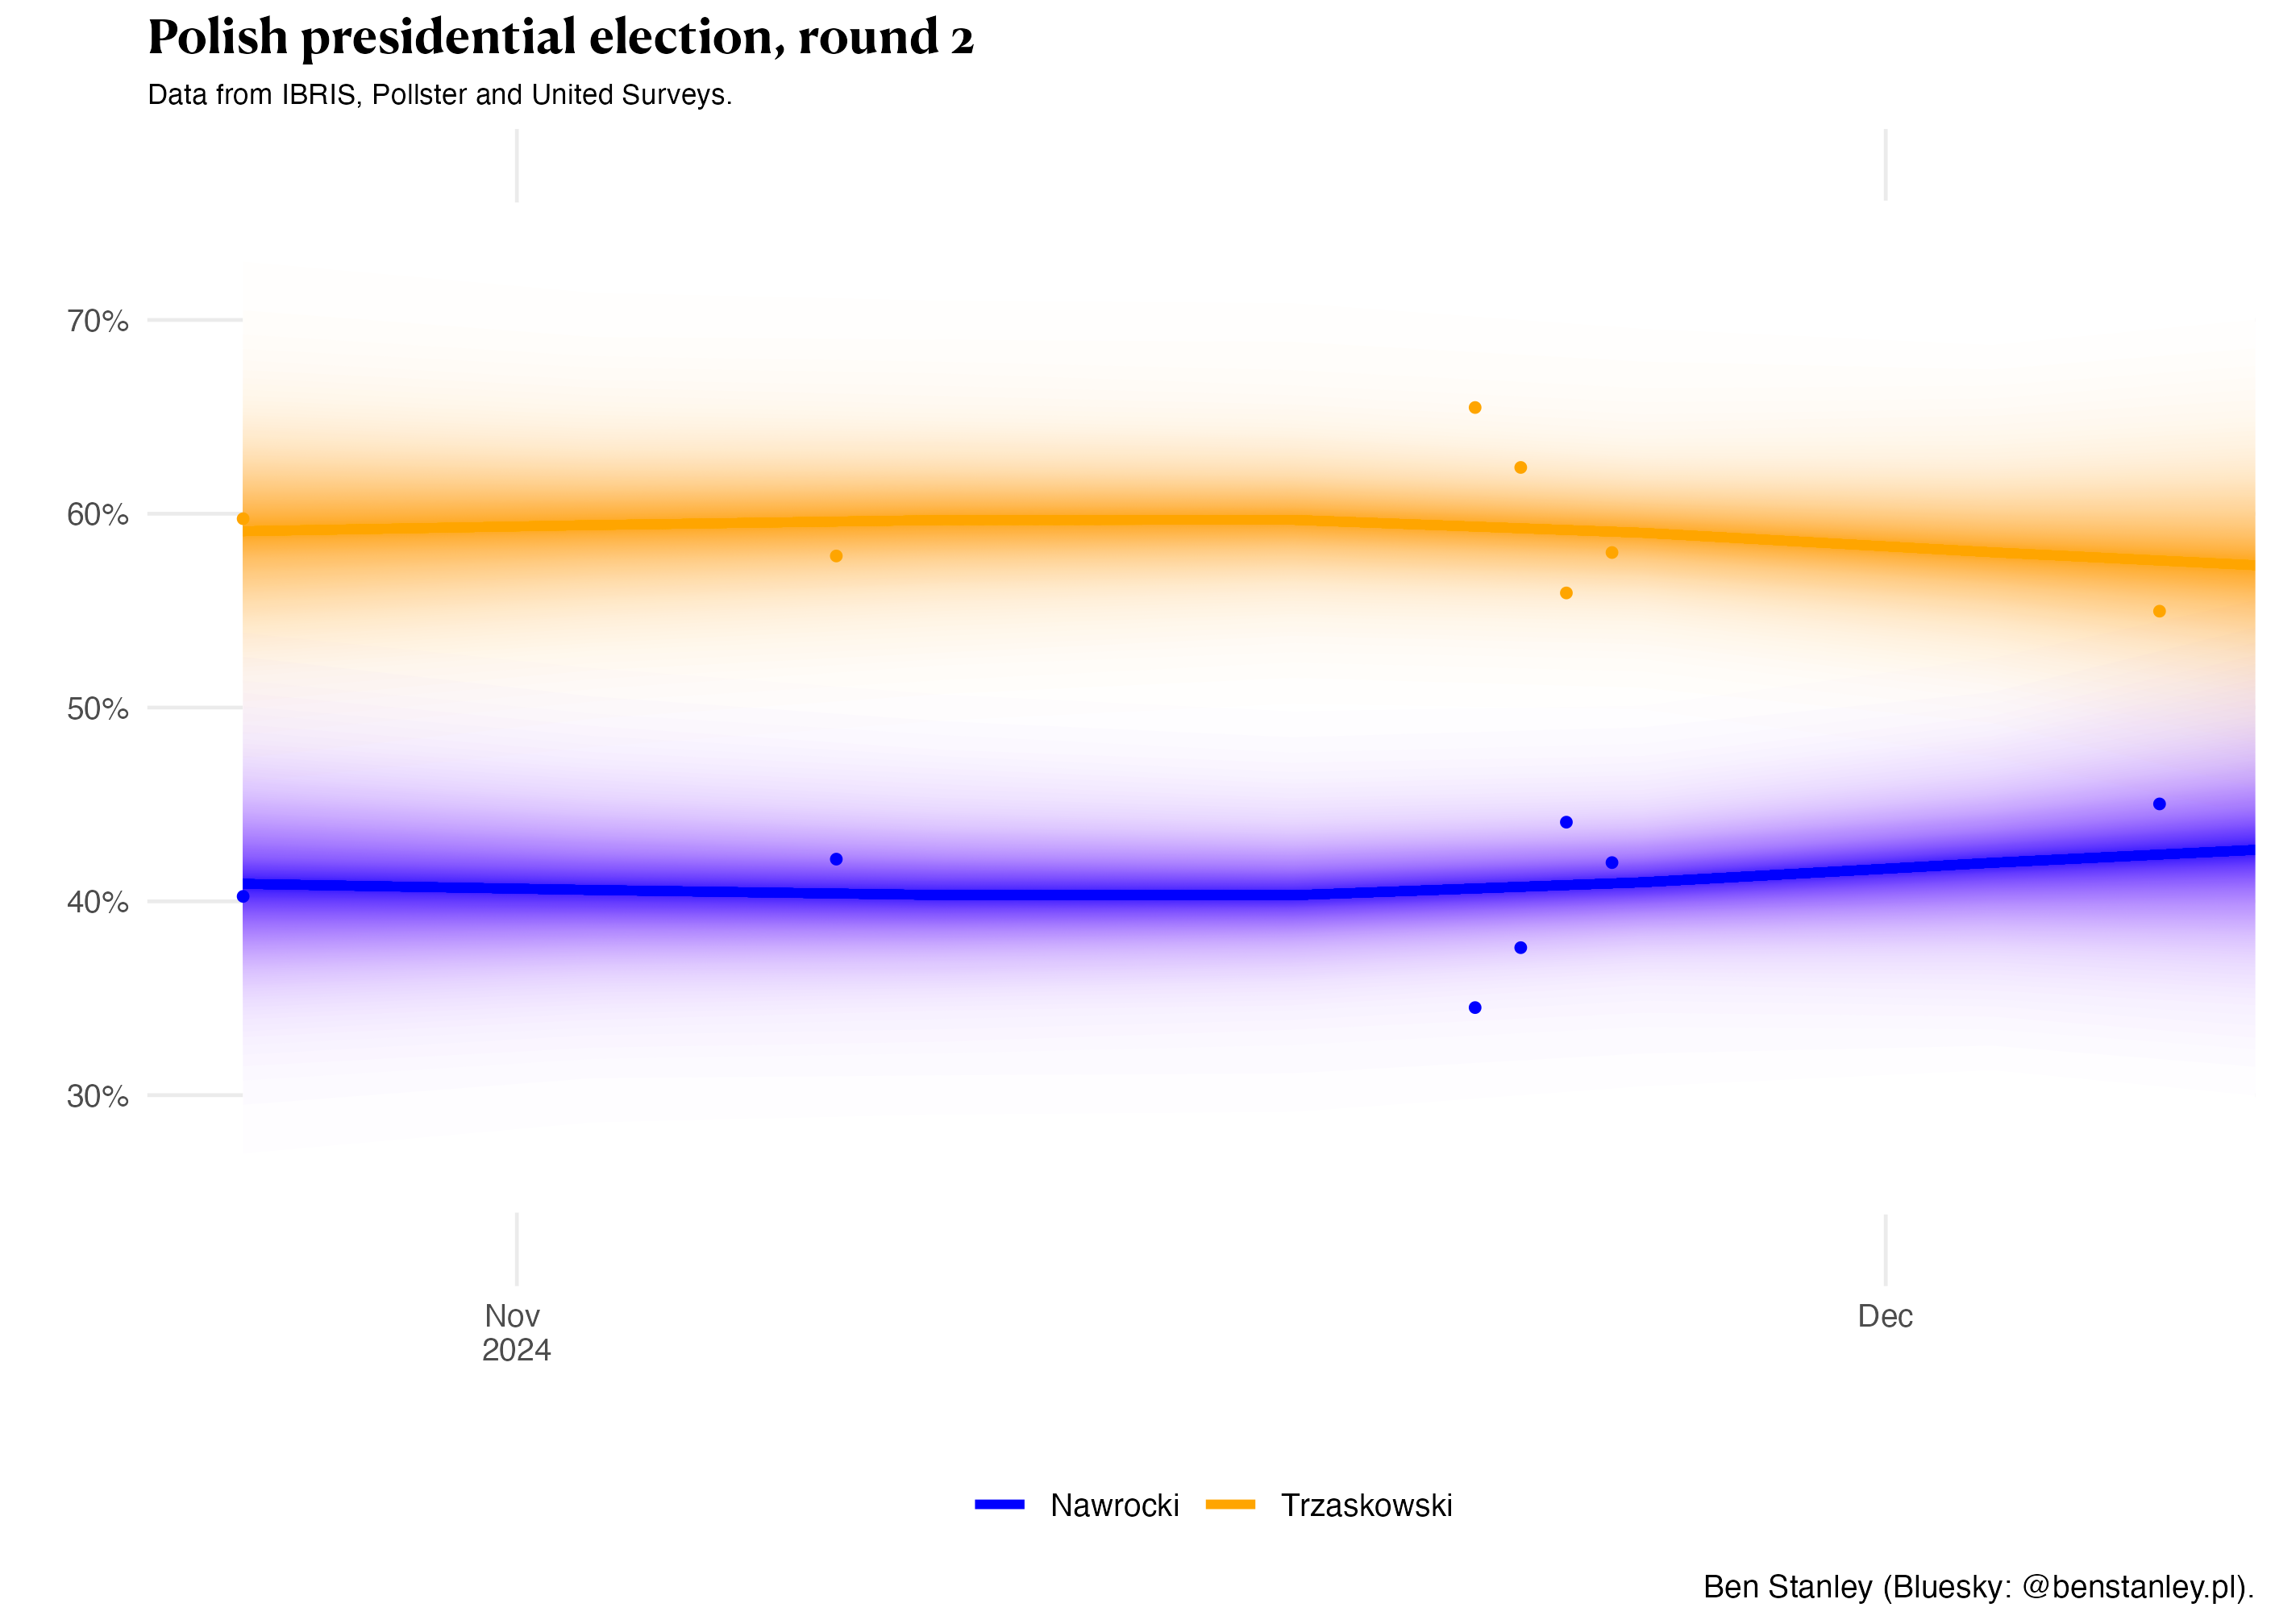 Polish presidential election, round 2
Data from IBRIS, Pollster and United Surveys.
70%
60%
50%
40%
30%
Nov
2024
Dec
Nawrocki
Trzaskowski
Ben Stanley (Bluesky: @benstanley.pl).